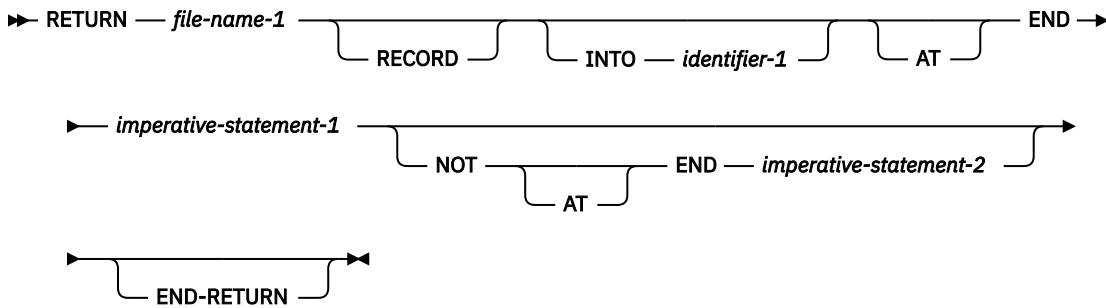 RETURN file-name-1 END
RECORD INTO identifier-1 AT
imperative-statement-1
NOT END imperative-statement-2
AT
END-RETURN